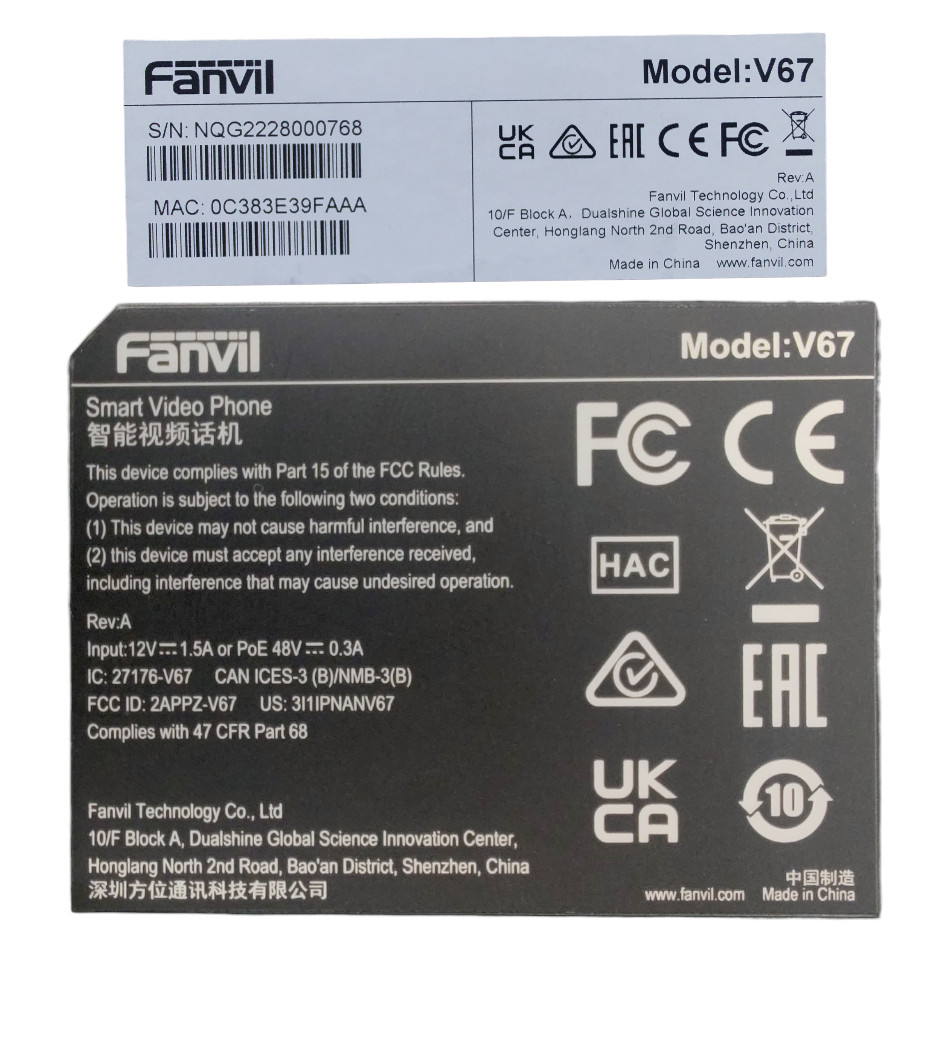 Fanvil
Model:V67
S/N: NQG2228000768
MAC: 0C383E39FAAA
UK
CA
EAC CE FC
Rev:A
Fanvil Technology Co.,Ltd
10/F Block A, Dualshine Global Science Innovation
Center, Honglang North 2nd Road, Bao'an District,
Shenzhen, China
Made in China www.fanvil.com
Fanvil
Model:V67
Smart Video Phone
智能视频话机
This device complies with Part 15 of the FCC Rules.
Operation is subject to the following two conditions:
(1) This device may not cause harmful interference, and
(2) this device must accept any interference received,
including interference that may cause undesired operation.
Rev:A
Input:12V⎓1.5A or PoE 48V⎓ 0.3A
IC: 27176-V67 CAN ICES-3 (B)/NMB-3(B)
FCC ID: 2APPZ-V67 US: 3I1IPNANV67
Complies with 47 CFR Part 68
Fanvil Technology Co., Ltd
10/F Block A, Dualshine Global Science Innovation Center,
Honglang North 2nd Road, Bao'an District, Shenzhen, China
深圳方位通讯科技有限公司
FC CE
HAC
EAC
UK
CA
10
中国制造
www.fanvil.com Made in China